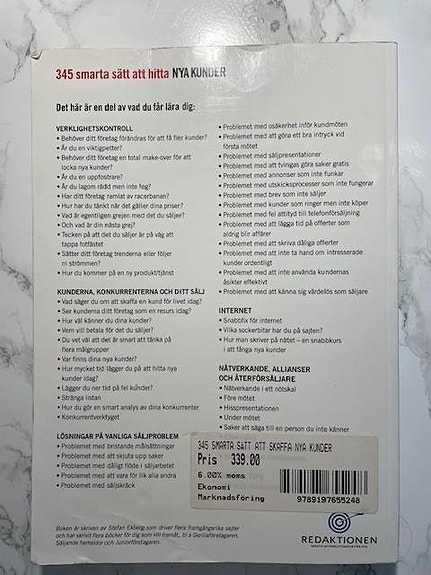 345 smarta sätt att hitta NYA KUNDER
Det här är en del av vad du får lära dig:
VERKLIGHETSKONTROLL
• Behöver ditt företag förändras för att få fler kunder?
• Är du en viktigpetter?
• Behöver ditt företag en total make-over för att
locka nya kunder?
• Är du en uppfostrare?
• Är du lagom rädd men inte feg?
• Har ditt företag ramlat av racerbanan?
• Hur har du tänkt när det gäller dina priser?
• Vad är egentligen grejen med det du säljer?
• Och vad är din nästa grej?
• Tecken på att det du säljer är på väg att
tappa fotfästet
• Sätter ditt företag trenderna eller följer
ni strömmen?
• Hur du kommer på en ny produkt/tjänst
KUNDERNA, KONKURRENTERNA OCH DITT SÄLJ
• Vad säger du om att skaffa en kund för livet idag?
• Ser kunderna ditt företag som en resurs idag?
• Hur väl känner du dina kunder?
• Vem vill betala för det du säljer?
• Du vet väl att det är smart att tänka på
flera målgrupper
• Var finns dina nya kunder?
• Hur mycket tid lägger du på att hitta nya
kunder idag?
• Lägger du ner tid på fel kunder?
• Stränga listan
• Hur du gör en smart analys av dina konkurrenter
• Konkurrentverktyget
LÖSNINGAR PÅ VANLIGA SÄLJPROBLEM
• Problemet med bristande målsättningar
• Problemet med att skjuta upp saker
• Problemet med dåligt flöde i säljarbetet
• Problemet med att vara för lik alla andra
• Problemet med säljskräck
• Problemet med osäkerhet inför kundmöten
• Problemet med att göra ett bra intryck vid
första mötet
• Problemet med säljpresentationer
• Problemet med att tvingas göra saker gratis
• Problemet med annonser som inte funkar
• Problemet med utskicksprocesser som inte fungerar
• Problemet med brev som inte säljer
• Problemet med kunder som ringer men inte köper
• Problemet med fel attityd till telefonförsäljning
• Problemet med att lägga tid på offerter som
aldrig blir affärer
• Problemet med att skriva dåliga offerter
• Problemet med att inte ta hand om intresserade
kunder ordentligt
• Problemet med att inte använda kundernas
åsikter effektivt
• Problemet med att känna sig värdelös som säljare
INTERNET
• Snabbfix för internet
• Vilka sockerbitar har du på sajten?
• Hur man skriver på nätet – en snabbkurs
i att fånga nya kunder
NÄTVERKANDE, ALLIANSER
OCH ÅTERFÖRSÄLJARE
• Nätverkande i ett nötskal
• Före mötet
• Hisspresentationen
• Under mötet
• Saker att säga till en person du inte känner
345 SMARTA SÄTT ATT SKAFFA NYA KUNDER
Pris 339.00
6.00% moms
Ekonomi
Marknadsföring
9789197655248
Boken är skriven av Stefan Ekberg som driver flera framgångsrika sajter
och har skrivit flera böcker för dig som vill framåt, bl a Gerillaföretagaren,
Säljande hemsidor och Juniorföretagaren.
REDAKTIONEN